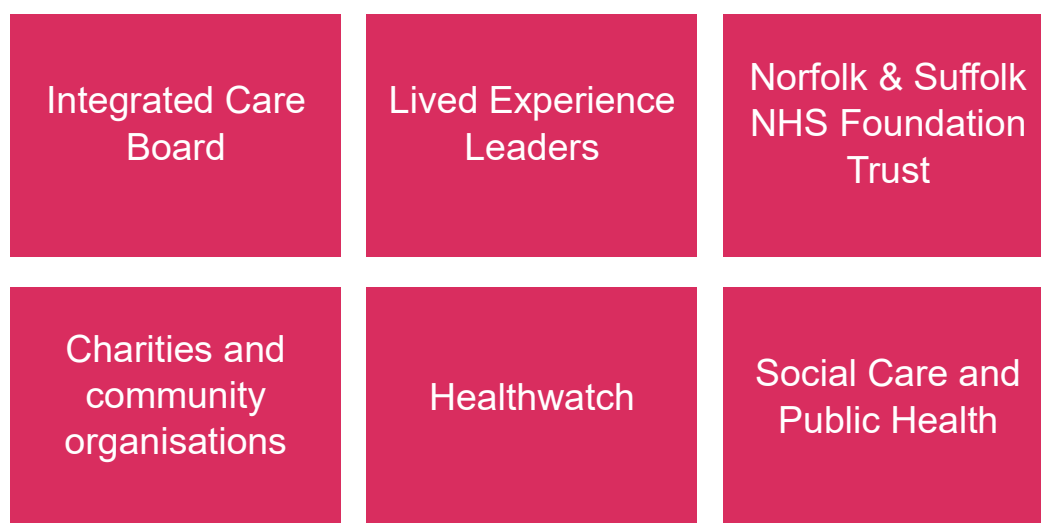 Integrated Care
Board
Lived Experience
Leaders
Norfolk & Suffolk
NHS Foundation
Trust
Charities and
community
organisations
Healthwatch
Social Care and
Public Health